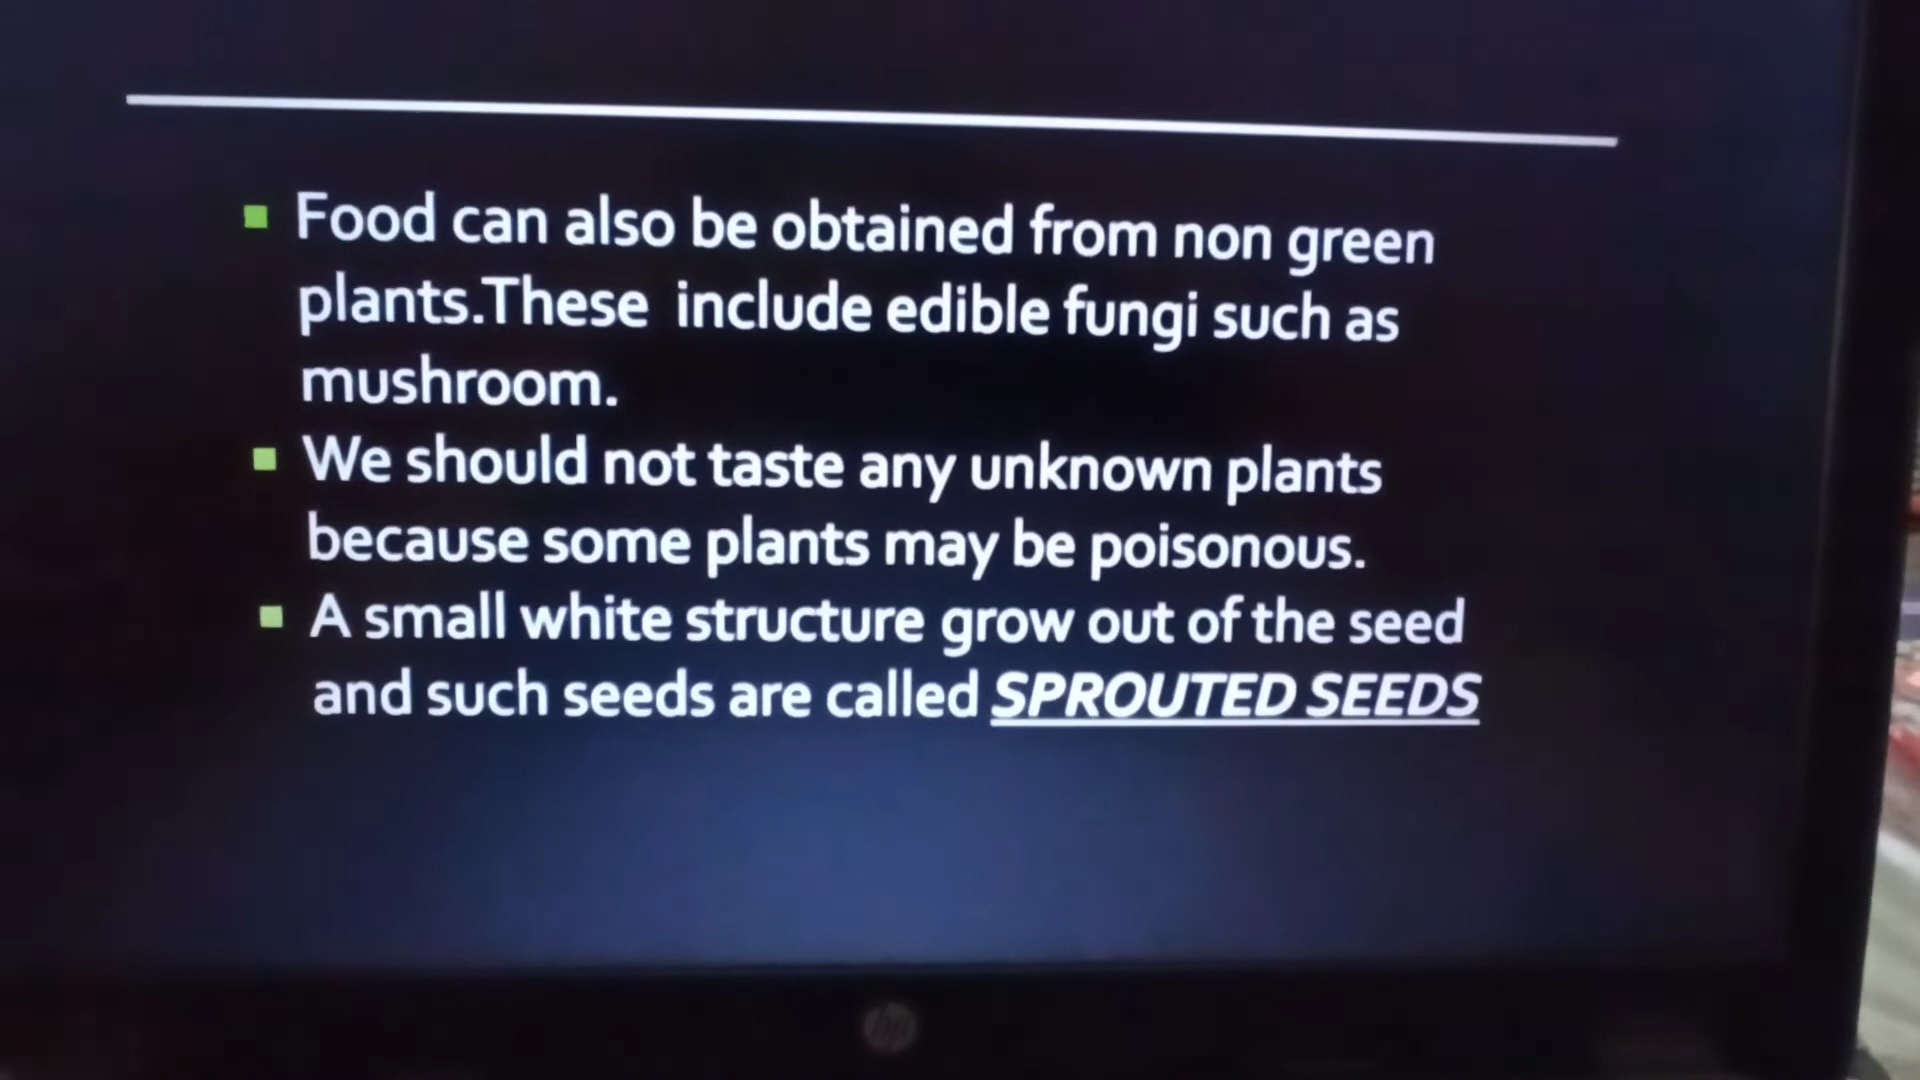 Food can also be obtained from non green
plants.These include edible fungi such as
mushroom.
We should not taste any unknown plants
because some plants may be poisonous.
A small white structure grow out of the seed
and such seeds are called SPROUTED SEEDS
hp